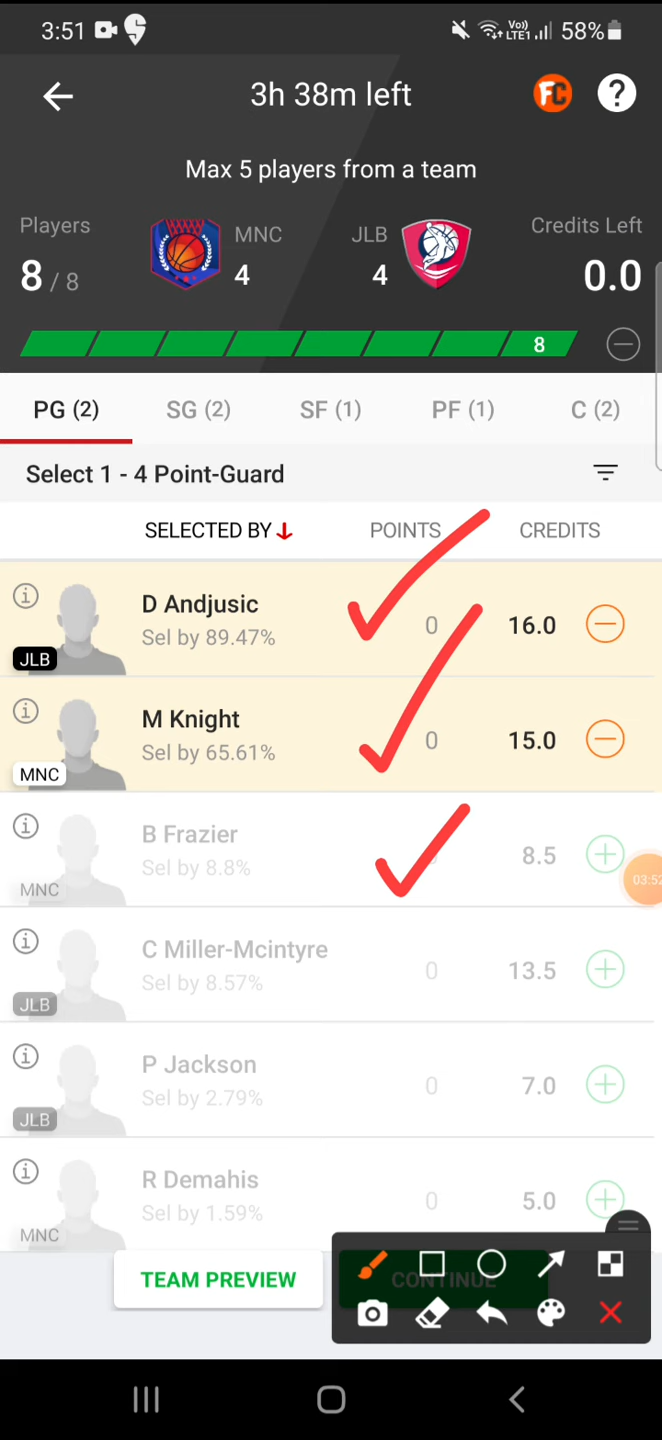 3:51 Vo)) LTE1 58%
3h 38m left FC ?
Max 5 players from a team
Players MNC JLB Credits Left
8 / 8 4 4 0.0
8
PG (2) SG (2) SF (1) PF (1) C (2)
Select 1 - 4 Point-Guard
SELECTED BY POINTS CREDITS
D Andjusic
Sel by 89.47% 0 16.0
JLB
M Knight
Sel by 65.61% 0 15.0
MNC
B Frazier
Sel by 8.8% 8.5
MNC
03:52
C Miller-Mcintyre
Sel by 8.57% 0 13.5
JLB
P Jackson
Sel by 2.79% 0 7.0
JLB
R Demahis
Sel by 1.59% 0 5.0
MNC
TEAM PREVIEW CONTINUE